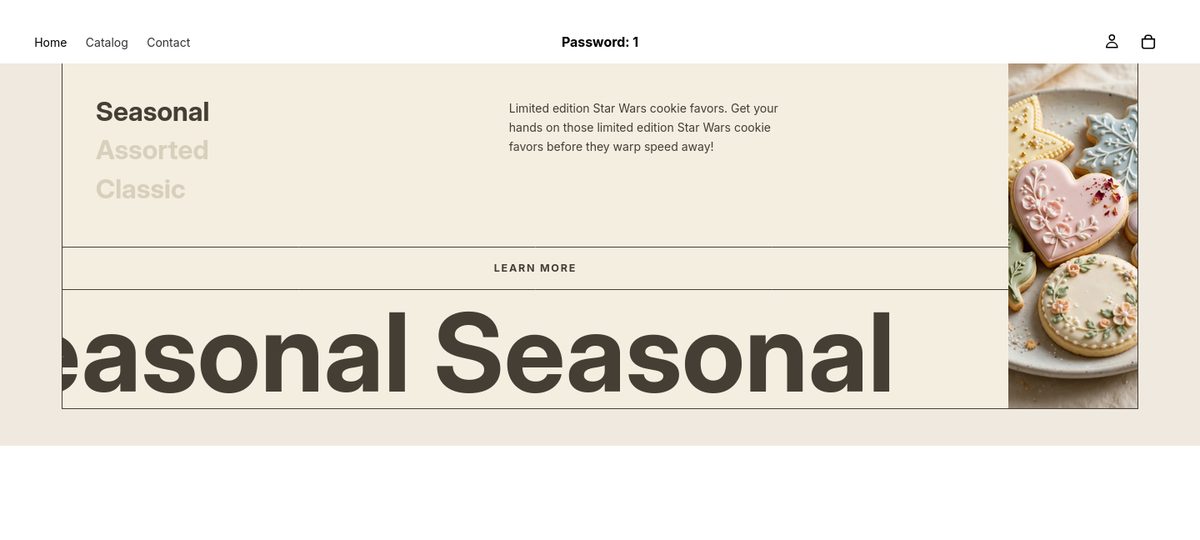 Home Catalog Contact
Password: 1
Seasonal
Assorted
Classic
Limited edition Star Wars cookie favors. Get your
hands on those limited edition Star Wars cookie
favors before they warp speed away!
LEARN MORE
easonal Seasonal